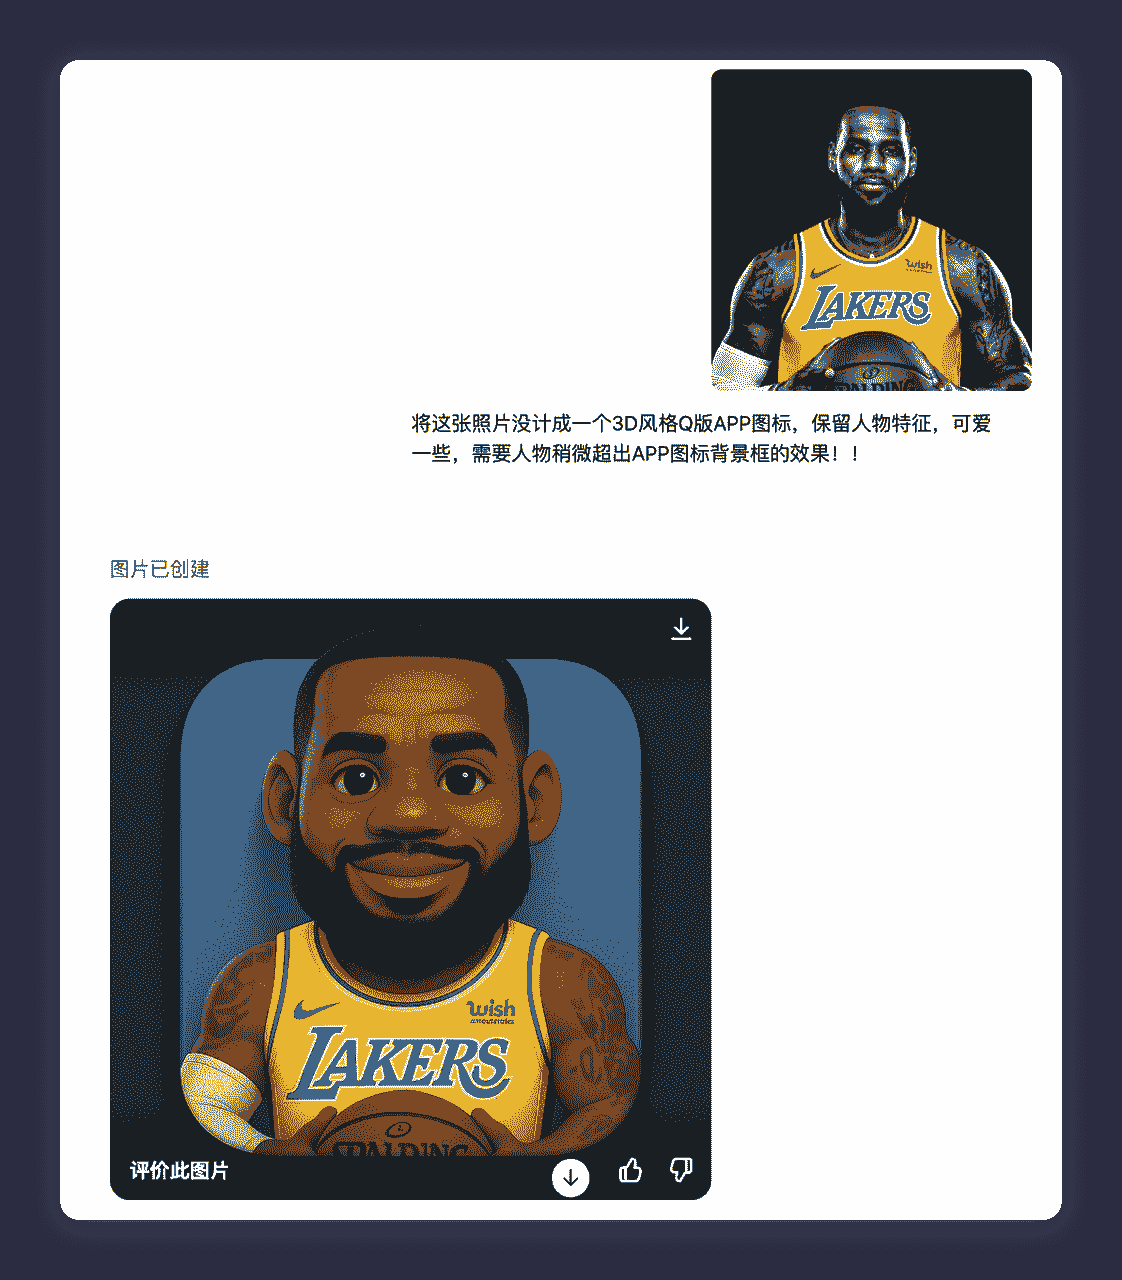 wish
LAKERS
SPALDING
将这张照片没计成一个3D风格Q版APP图标，保留人物特征，可爱
一些，需要人物稍微超出APP图标背景框的效果！！
图片已创建
wish
LAKERS
SPALDING
评价此图片